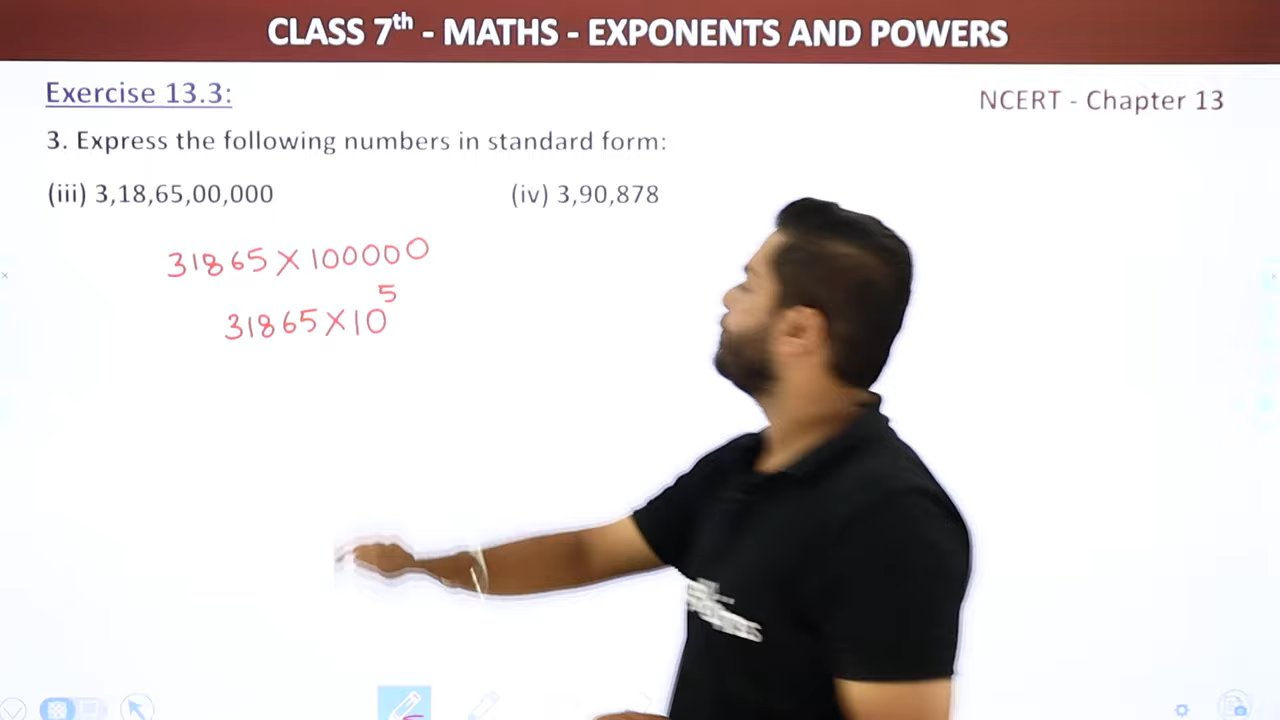 CLASS 7th - MATHS - EXPONENTS AND POWERS
Exercise 13.3:
NCERT - Chapter 13
3. Express the following numbers in standard form:
(iii) 3,18,65,00,000
(iv) 3,90,878
31865 × 100000
31865 × 10⁵